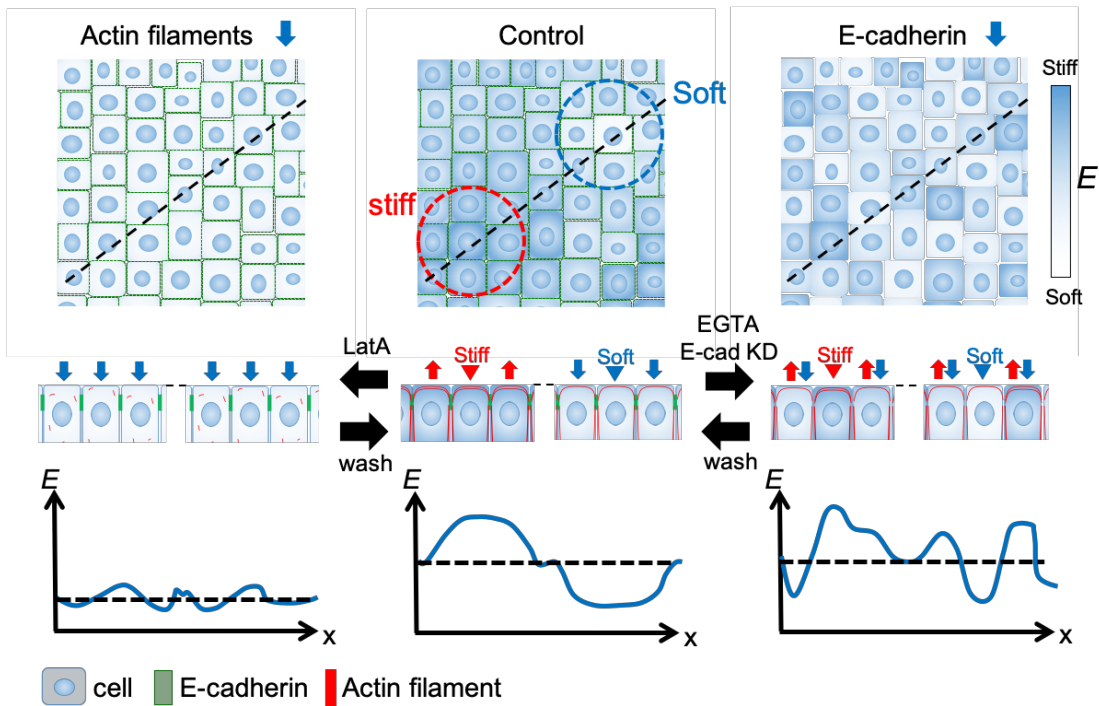 Actin filaments
Control
E-cadherin
Stiff
Soft
E
stiff
Soft
LatA
Stiff
Soft
EGTA
E-cad KD
Stiff
Soft
wash
wash
E
x
E
x
E
x
cell
E-cadherin
Actin filament